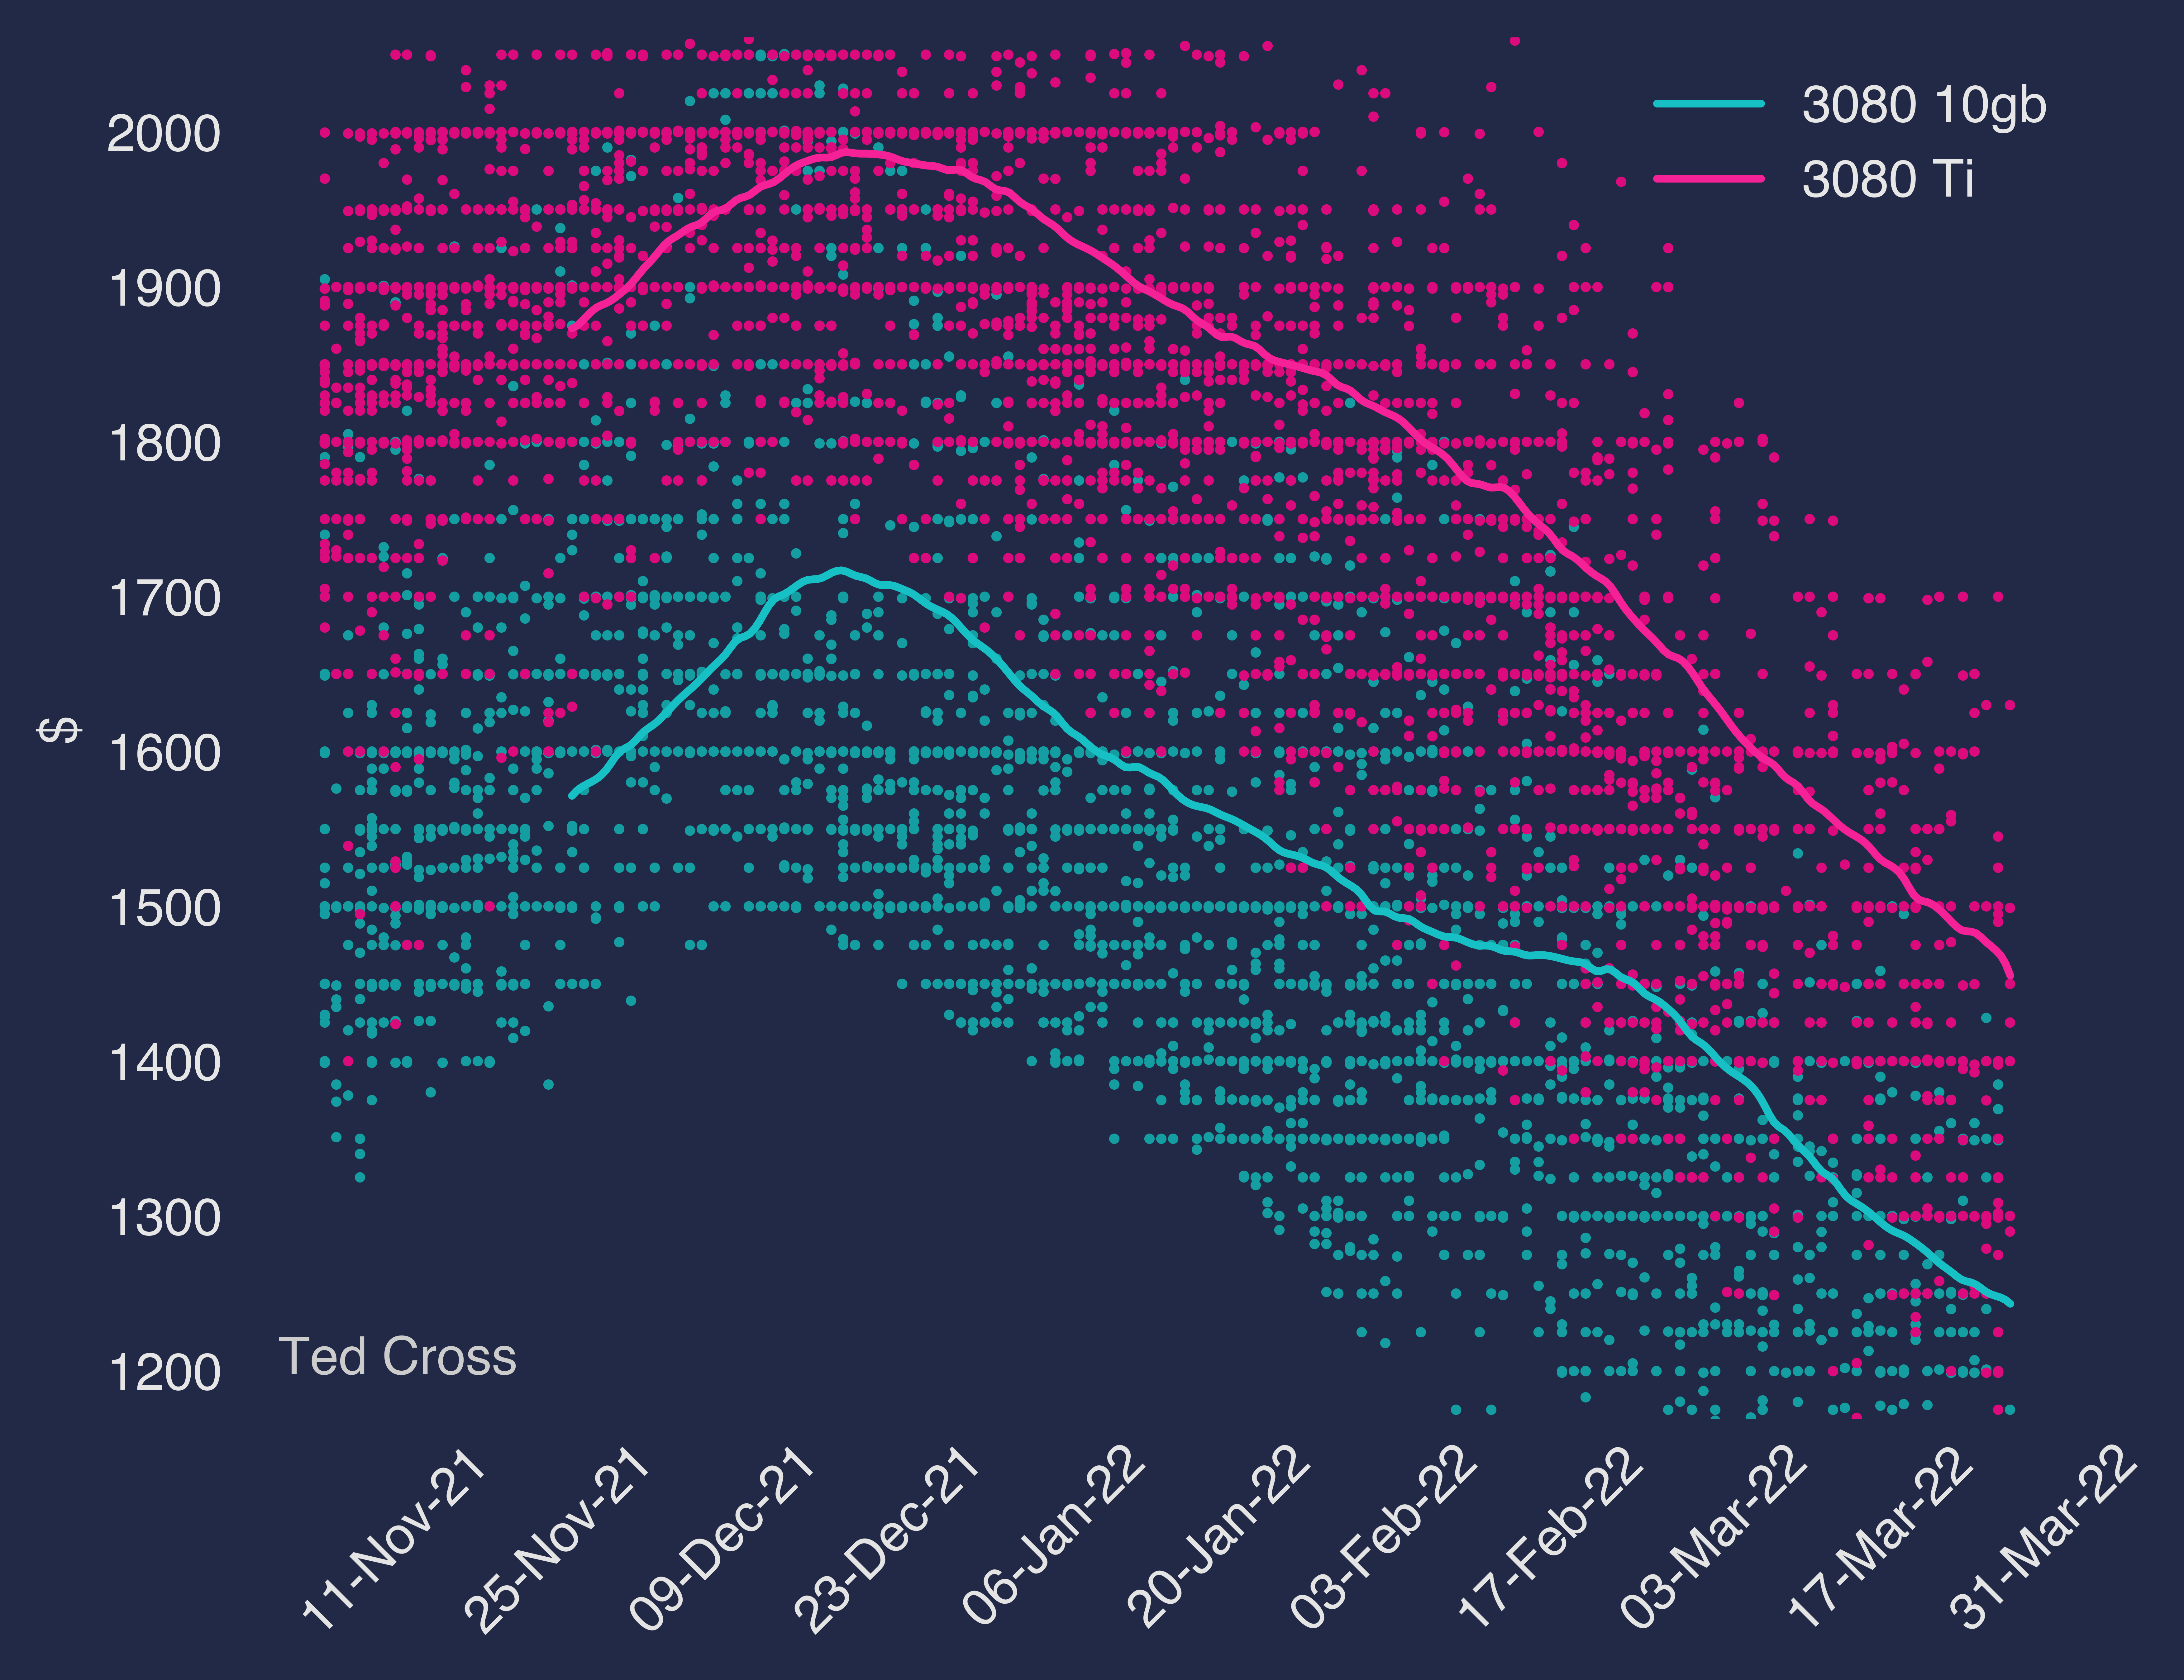 3080 10gb
3080 Ti
$
2000
1900
1800
1700
1600
1500
1400
1300
1200
Ted Cross
11-Nov-21
25-Nov-21
09-Dec-21
23-Dec-21
06-Jan-22
20-Jan-22
03-Feb-22
17-Feb-22
03-Mar-22
17-Mar-22
31-Mar-22